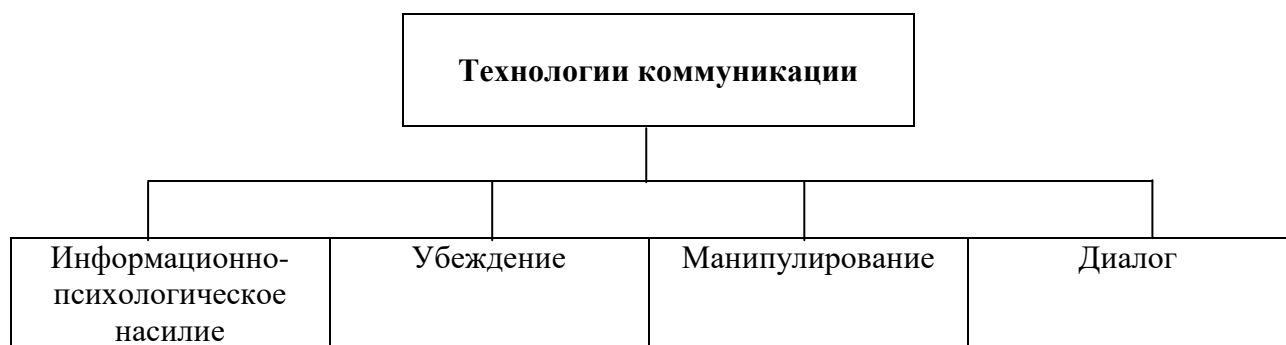 Технологии коммуникации
Информационно-
психологическое
насилие
Убеждение
Манипулирование
Диалог